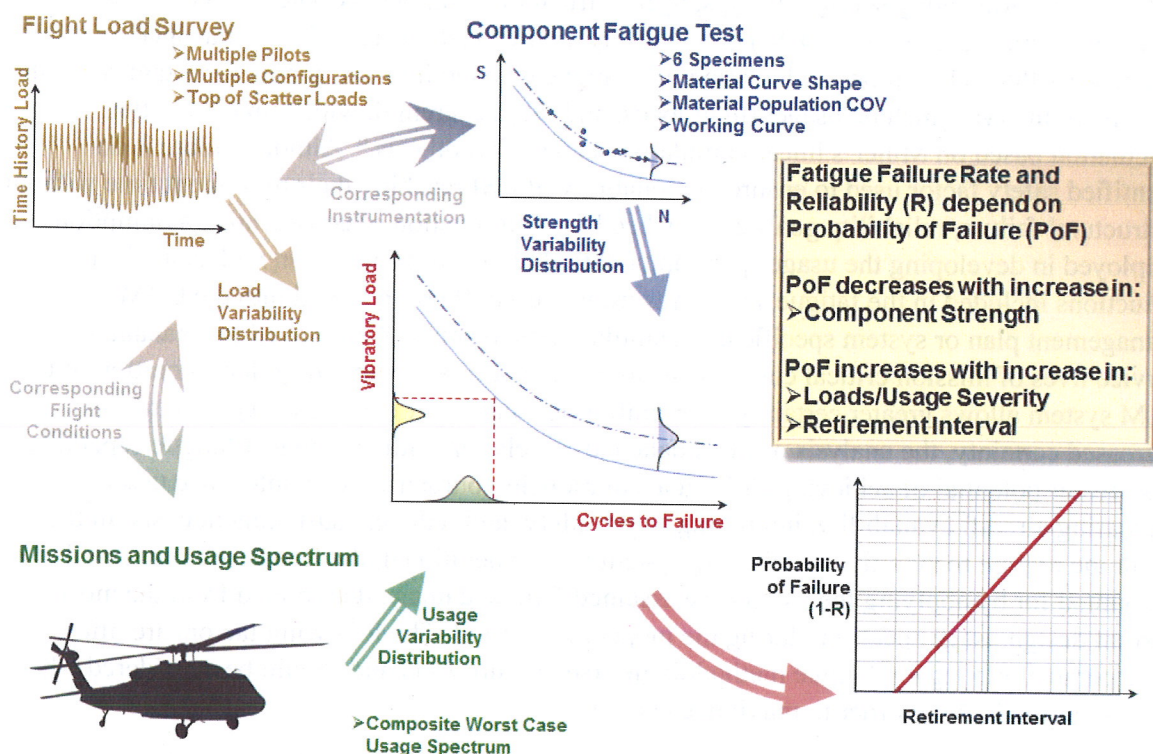 Flight Load Survey
➢Multiple Pilots
➢Multiple Configurations
➢Top of Scatter Loads
Time History Load
Time
Component Fatigue Test
➢6 Specimens
➢Material Curve Shape
➢Material Population COV
➢Working Curve
S
N
Corresponding
Instrumentation
Strength
Variability
Distribution
Load
Variability
Distribution
Fatigue Failure Rate and
Reliability (R) depend on
Probability of Failure (PoF)
PoF decreases with increase in:
➢Component Strength
PoF increases with increase in:
➢Loads/Usage Severity
➢Retirement Interval
Corresponding
Flight
Conditions
Vibratory Load
Cycles to Failure
Missions and Usage Spectrum
Usage
Variability
Distribution
➢Composite Worst Case
Usage Spectrum
Probability
of Failure
(1-R)
Retirement Interval